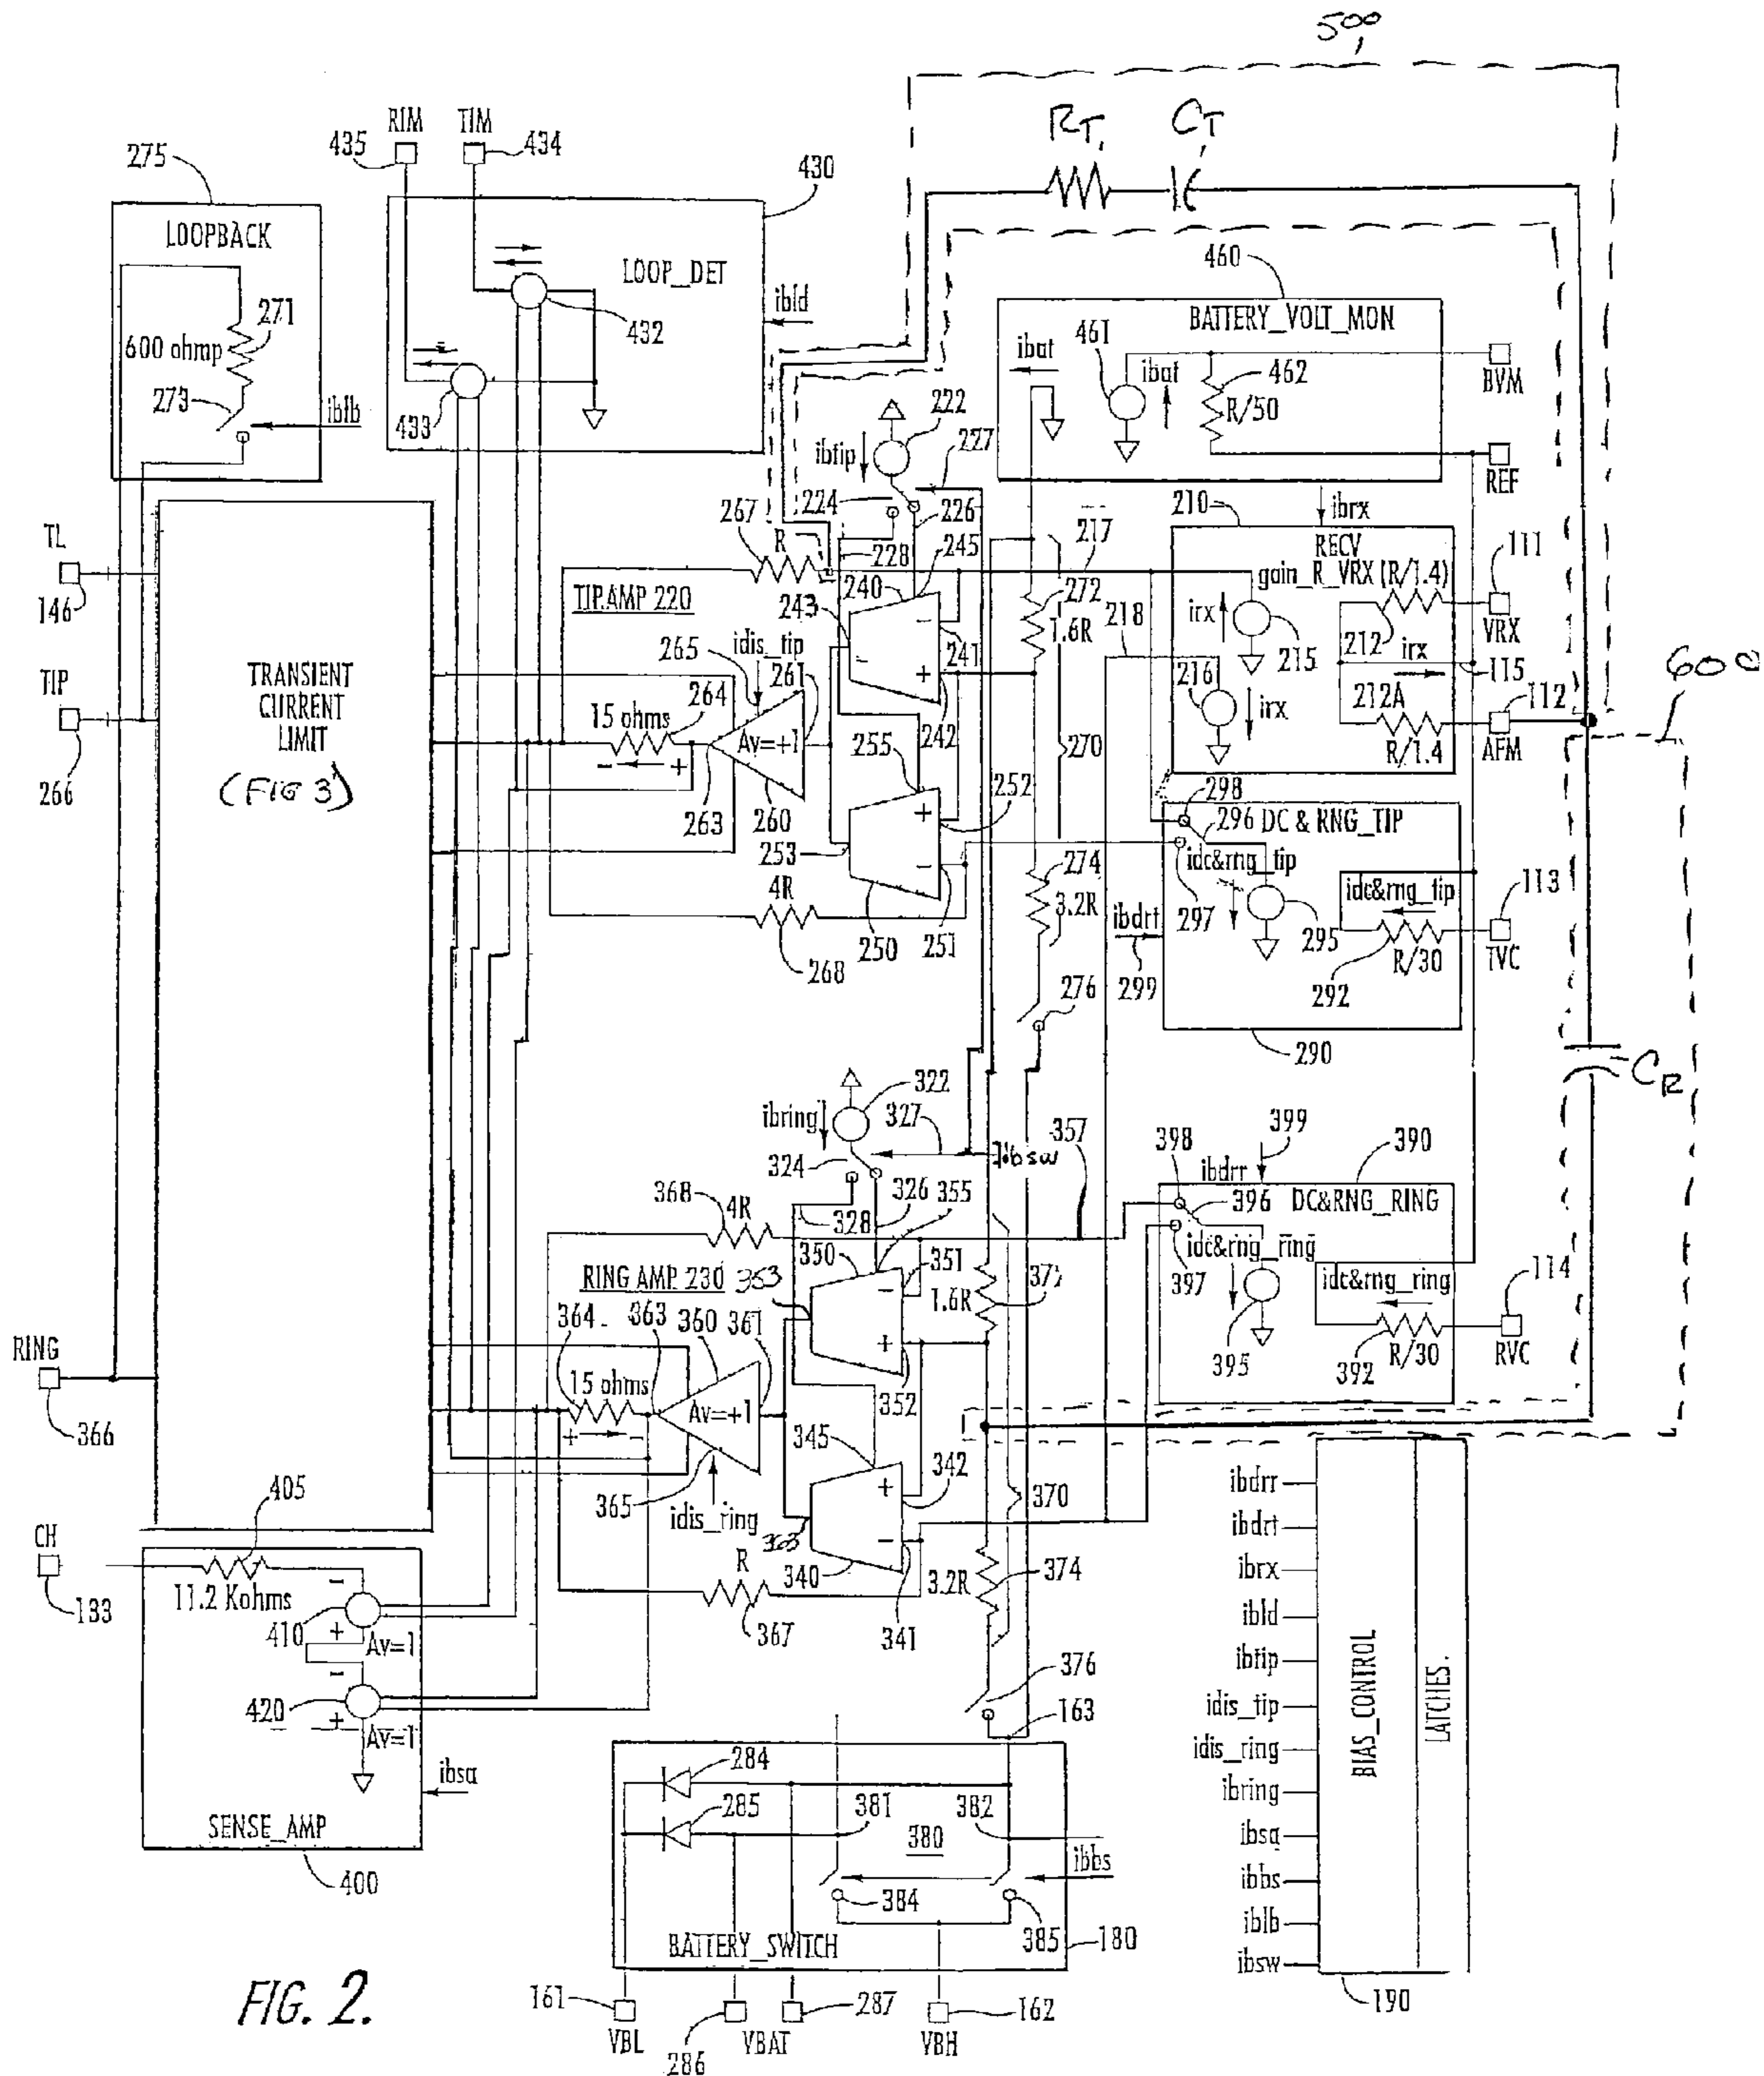 500
RT
CT
RIM
TIM
435
434
275
430
LOOPBACK
LOOP_DET
460
BATTERY_VOLT_MON
271
600 ohmp
273
iblb
432
433
ibld
222
ibtip
227
224
226
ibat
461
ibat
462
R/50
BVM
REF
267
R
228
245
217
210
ibrx
RECV
gain_R_VRX (R/1.4)
111
VRX
TL
146
TIP AMP 220
243
240
241
272
1.6R
218
irx
215
212
irx
115
600
TIP
266
TRANSIENT
CURRENT
LIMIT
(FIG 3)
265
idis_tip
261
264
15 ohms
Av=+1
263
260
242
255
252
216
irx
212A
R/1.4
112
AFM
270
298
296
DC & RNG_TIP
idc&rng_tip
253
4R
268
250
251
274
3.2R
297
295
idc&rng_tip
292
R/30
113
TVC
ibdrt
299
276
290
CR
322
ibring
327
324
ibsw
357
398
399
390
ibdrr
396
DC&RNG_RING
368
4R
328
326
355
350
351
idc&rng_ring
397
RING AMP 230
353
372
1.6R
idc&rng_ring
114
364
363
360
361
395
392
R/30
RVC
RING
366
15 ohms
Av=+1
352
345
342
365
idis_ring
363
370
CH
133
405
11.2 Kohms
R
340
367
341
3.2R
374
410
Av=1
420
Av=1
376
163
ibsa
SENSE_AMP
400
284
285
381
382
380
ibbs
384
385
180
BATTERY_SWITCH
161
VBL
286
VBAT
287
162
VBH
ibdrr
ibdrt
ibrx
ibld
ibtip
idis_tip
idis_ring
ibring
ibsa
ibbs
iblb
ibsw
BIAS_CONTROL
LATCHES.
190
FIG. 2.